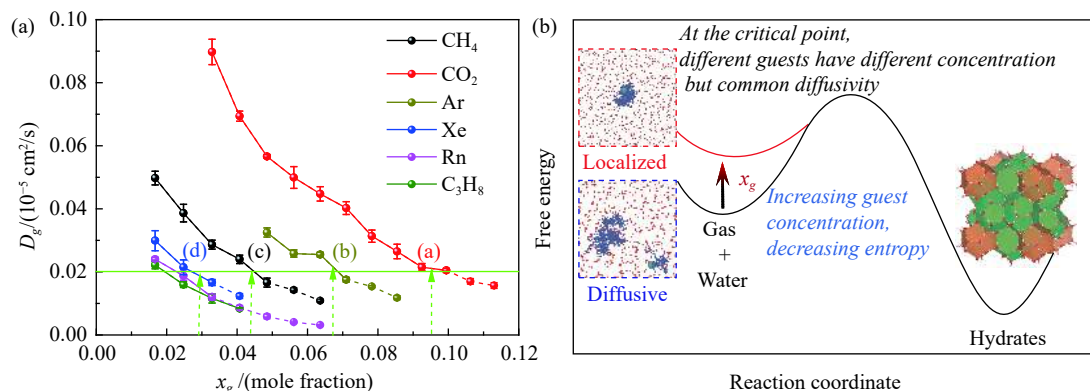 (a)
0.10
0.08
0.06
0.04
0.02
0.00
D_g/(10⁻⁵ cm²/s)
CH₄
CO₂
Ar
Xe
Rn
C₃H₈
(d)
(c)
(b)
(a)
0.00 0.02 0.04 0.06 0.08 0.10 0.12
x_g /(mole fraction)
(b)
At the critical point,
different guests have different concentration
but common diffusivity
Free energy
Localized
x_g
Diffusive
Gas
+
Water
Increasing guest
concentration,
decreasing entropy
Hydrates
Reaction coordinate